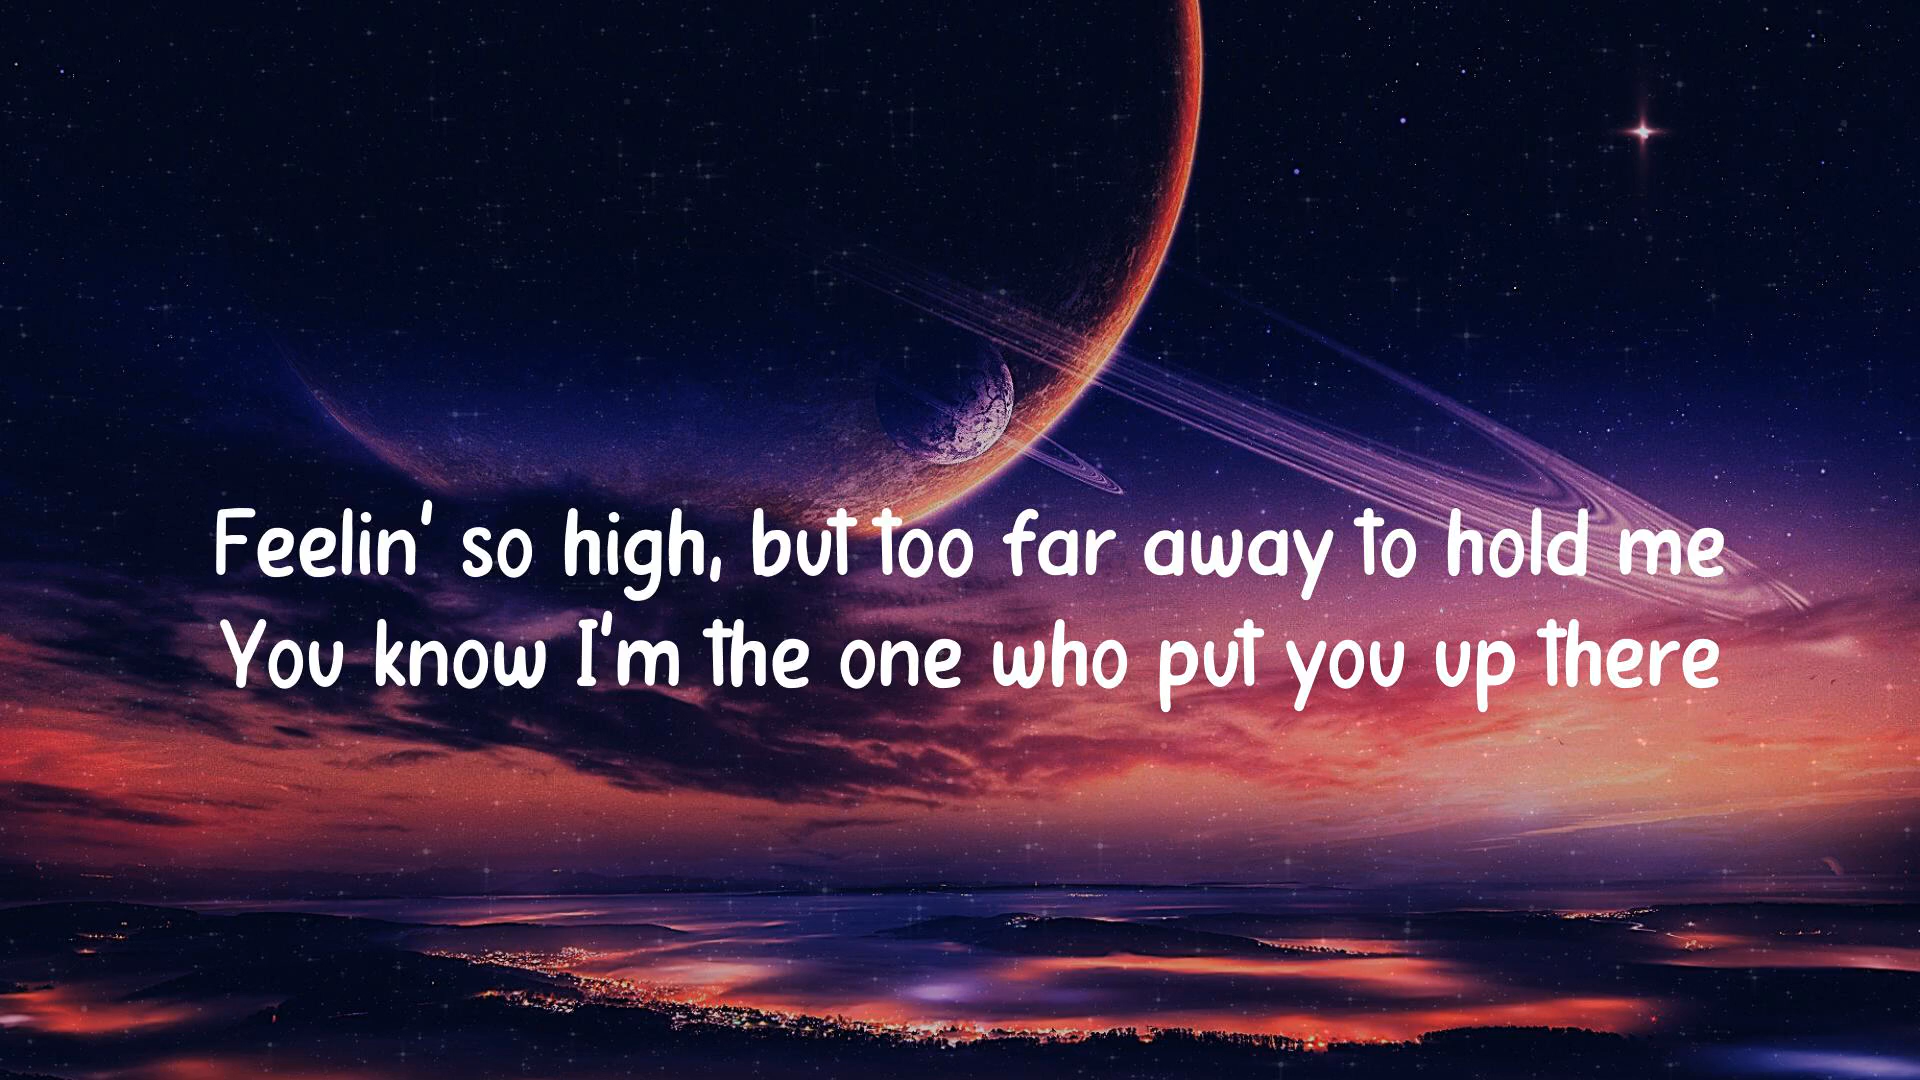 Feelin' so high, but too far away to hold me
You know I'm the one who put you up there